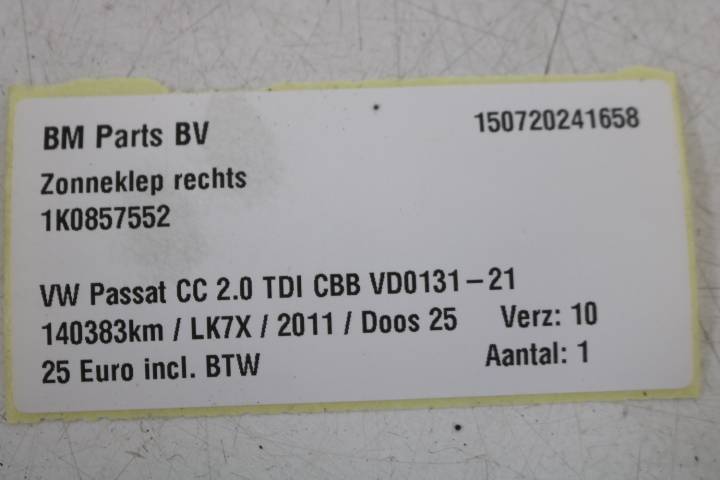 BM Parts BV 150720241658
Zonneklep rechts
1K0857552
VW Passat CC 2.0 TDI CBB VD0131-21
140383km / LK7X / 2011 / Doos 25 Verz: 10
25 Euro incl. BTW Aantal: 1